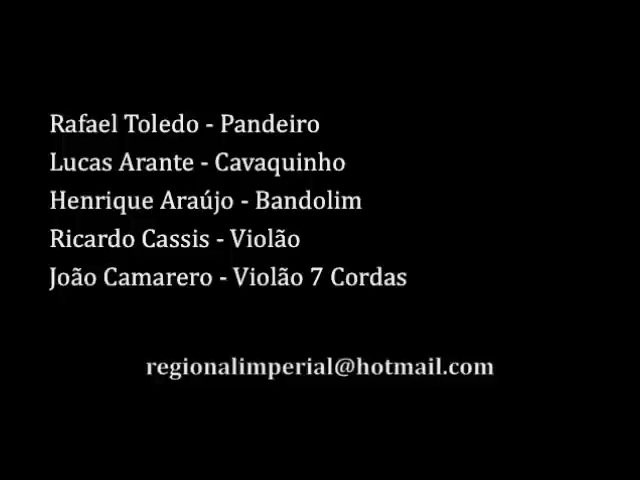 Rafael Toledo - Pandeiro
Lucas Arante - Cavaquinho
Henrique Araújo - Bandolim
Ricardo Cassis - Violão
João Camarero - Violão 7 Cordas
regionalimperial@hotmail.com